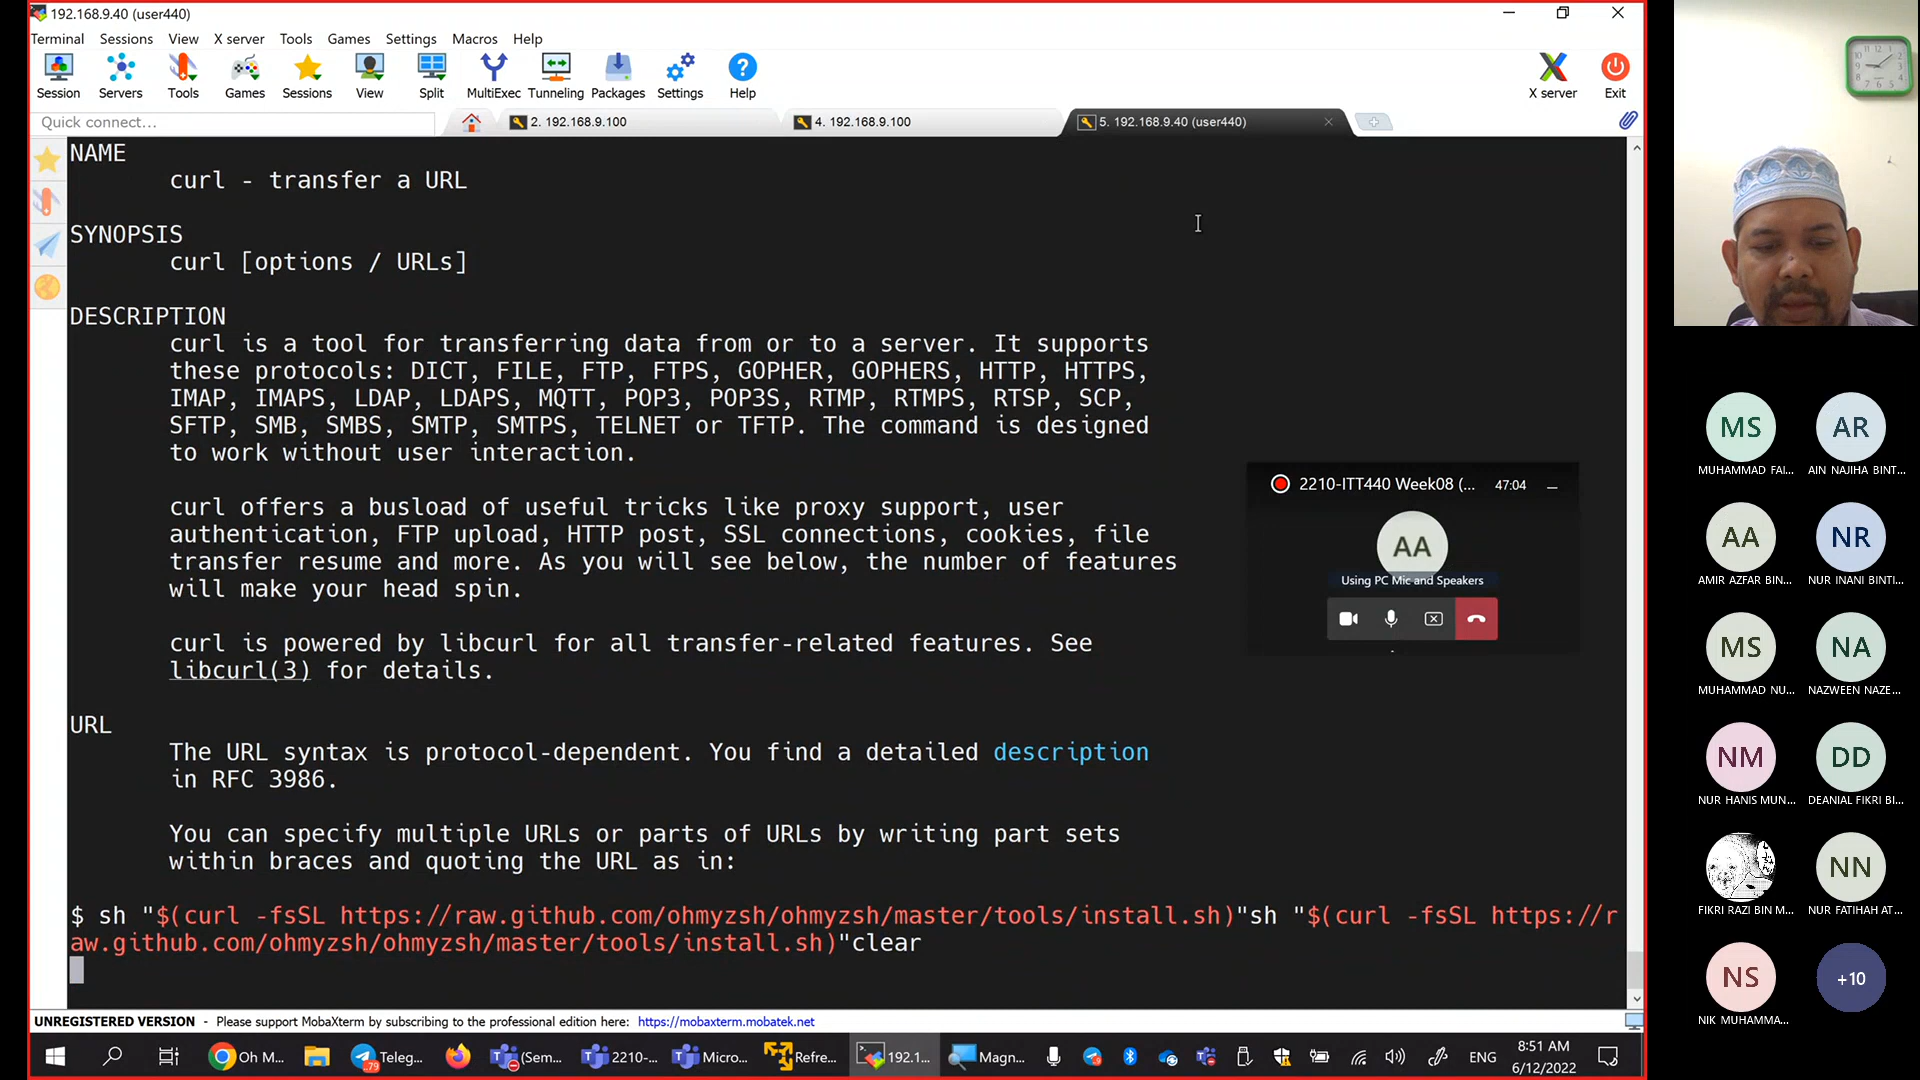 192.168.9.40 (user440)
Terminal Sessions View X server Tools Games Settings Macros Help
Session Servers Tools Games Sessions View Split MultiExec Tunneling Packages Settings Help X server Exit
Quick connect... 2. 192.168.9.100 4. 192.168.9.100 5. 192.168.9.40 (user440)
NAME
curl - transfer a URL
SYNOPSIS
curl [options / URLs]
DESCRIPTION
curl is a tool for transferring data from or to a server. It supports
these protocols: DICT, FILE, FTP, FTPS, GOPHER, GOPHERS, HTTP, HTTPS,
IMAP, IMAPS, LDAP, LDAPS, MQTT, POP3, POP3S, RTMP, RTMPS, RTSP, SCP,
SFTP, SMB, SMBS, SMTP, SMTPS, TELNET or TFTP. The command is designed
to work without user interaction.
curl offers a busload of useful tricks like proxy support, user
authentication, FTP upload, HTTP post, SSL connections, cookies, file
transfer resume and more. As you will see below, the number of features
will make your head spin.
curl is powered by libcurl for all transfer-related features. See
libcurl(3) for details.
URL
The URL syntax is protocol-dependent. You find a detailed description
in RFC 3986.
You can specify multiple URLs or parts of URLs by writing part sets
within braces and quoting the URL as in:
$ sh "$(curl -fsSL https://raw.github.com/ohmyzsh/ohmyzsh/master/tools/install.sh)"sh "$(curl -fsSL https://r
aw.github.com/ohmyzsh/ohmyzsh/master/tools/install.sh)"clear
2210-ITT440 Week08 (... 47:04
AA
Using PC Mic and Speakers
UNREGISTERED VERSION - Please support MobaXterm by subscribing to the professional edition here: https://mobaxterm.mobatek.net
Oh M... Teleg... (Sem... 2210-... Micro... Refre... 192.1... Magn... ENG
79
8:51 AM
6/12/2022
MS AR
MUHAMMAD FAI... AIN NAJIHA BINT...
AA NR
AMIR AZFAR BIN... NUR INANI BINTI...
MS NA
MUHAMMAD NU... NAZWEEN NAZE...
NM DD
NUR HANIS MUN... DEANIAL FIKRI BI...
NN
FIKRI RAZI BIN M... NUR FATIHAH AT...
NS +10
NIK MUHAMMA...